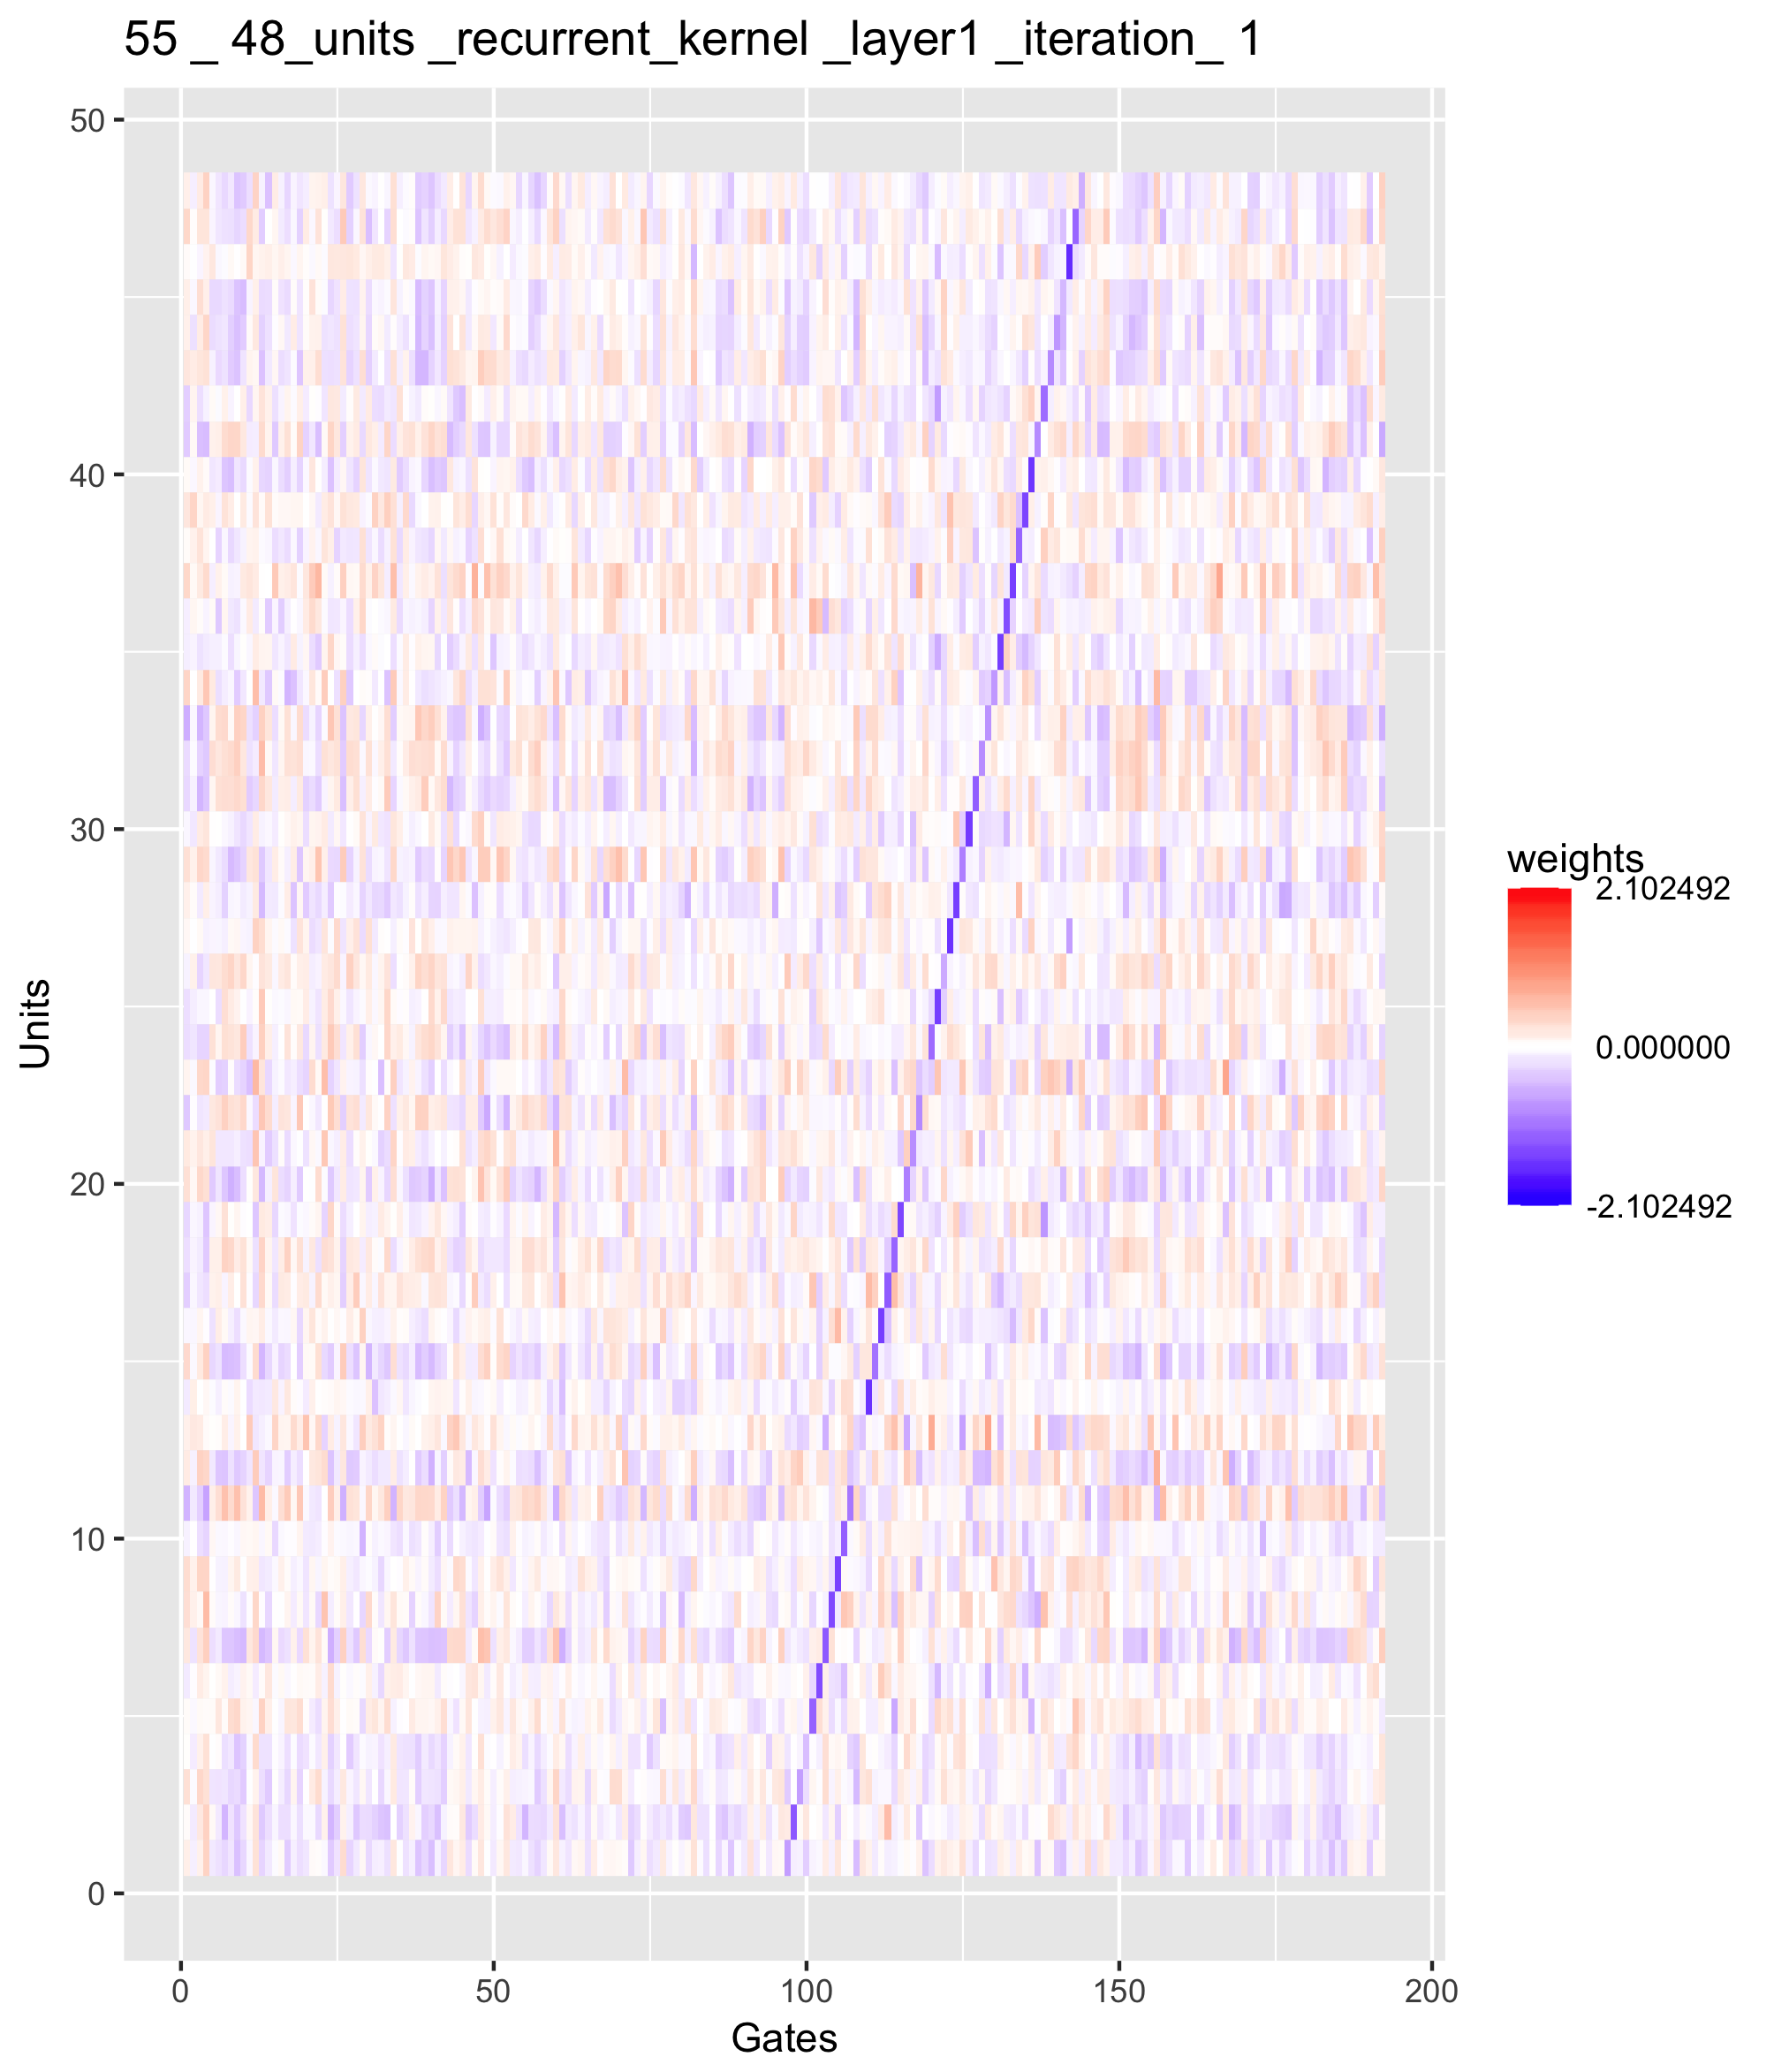 55 _ 48_units _recurrent_kernel _layer1 _iteration_ 1
50
40
30
20
10
0
Units
0 50 100 150 200
Gates
weights
2.102492
0.000000
-2.102492